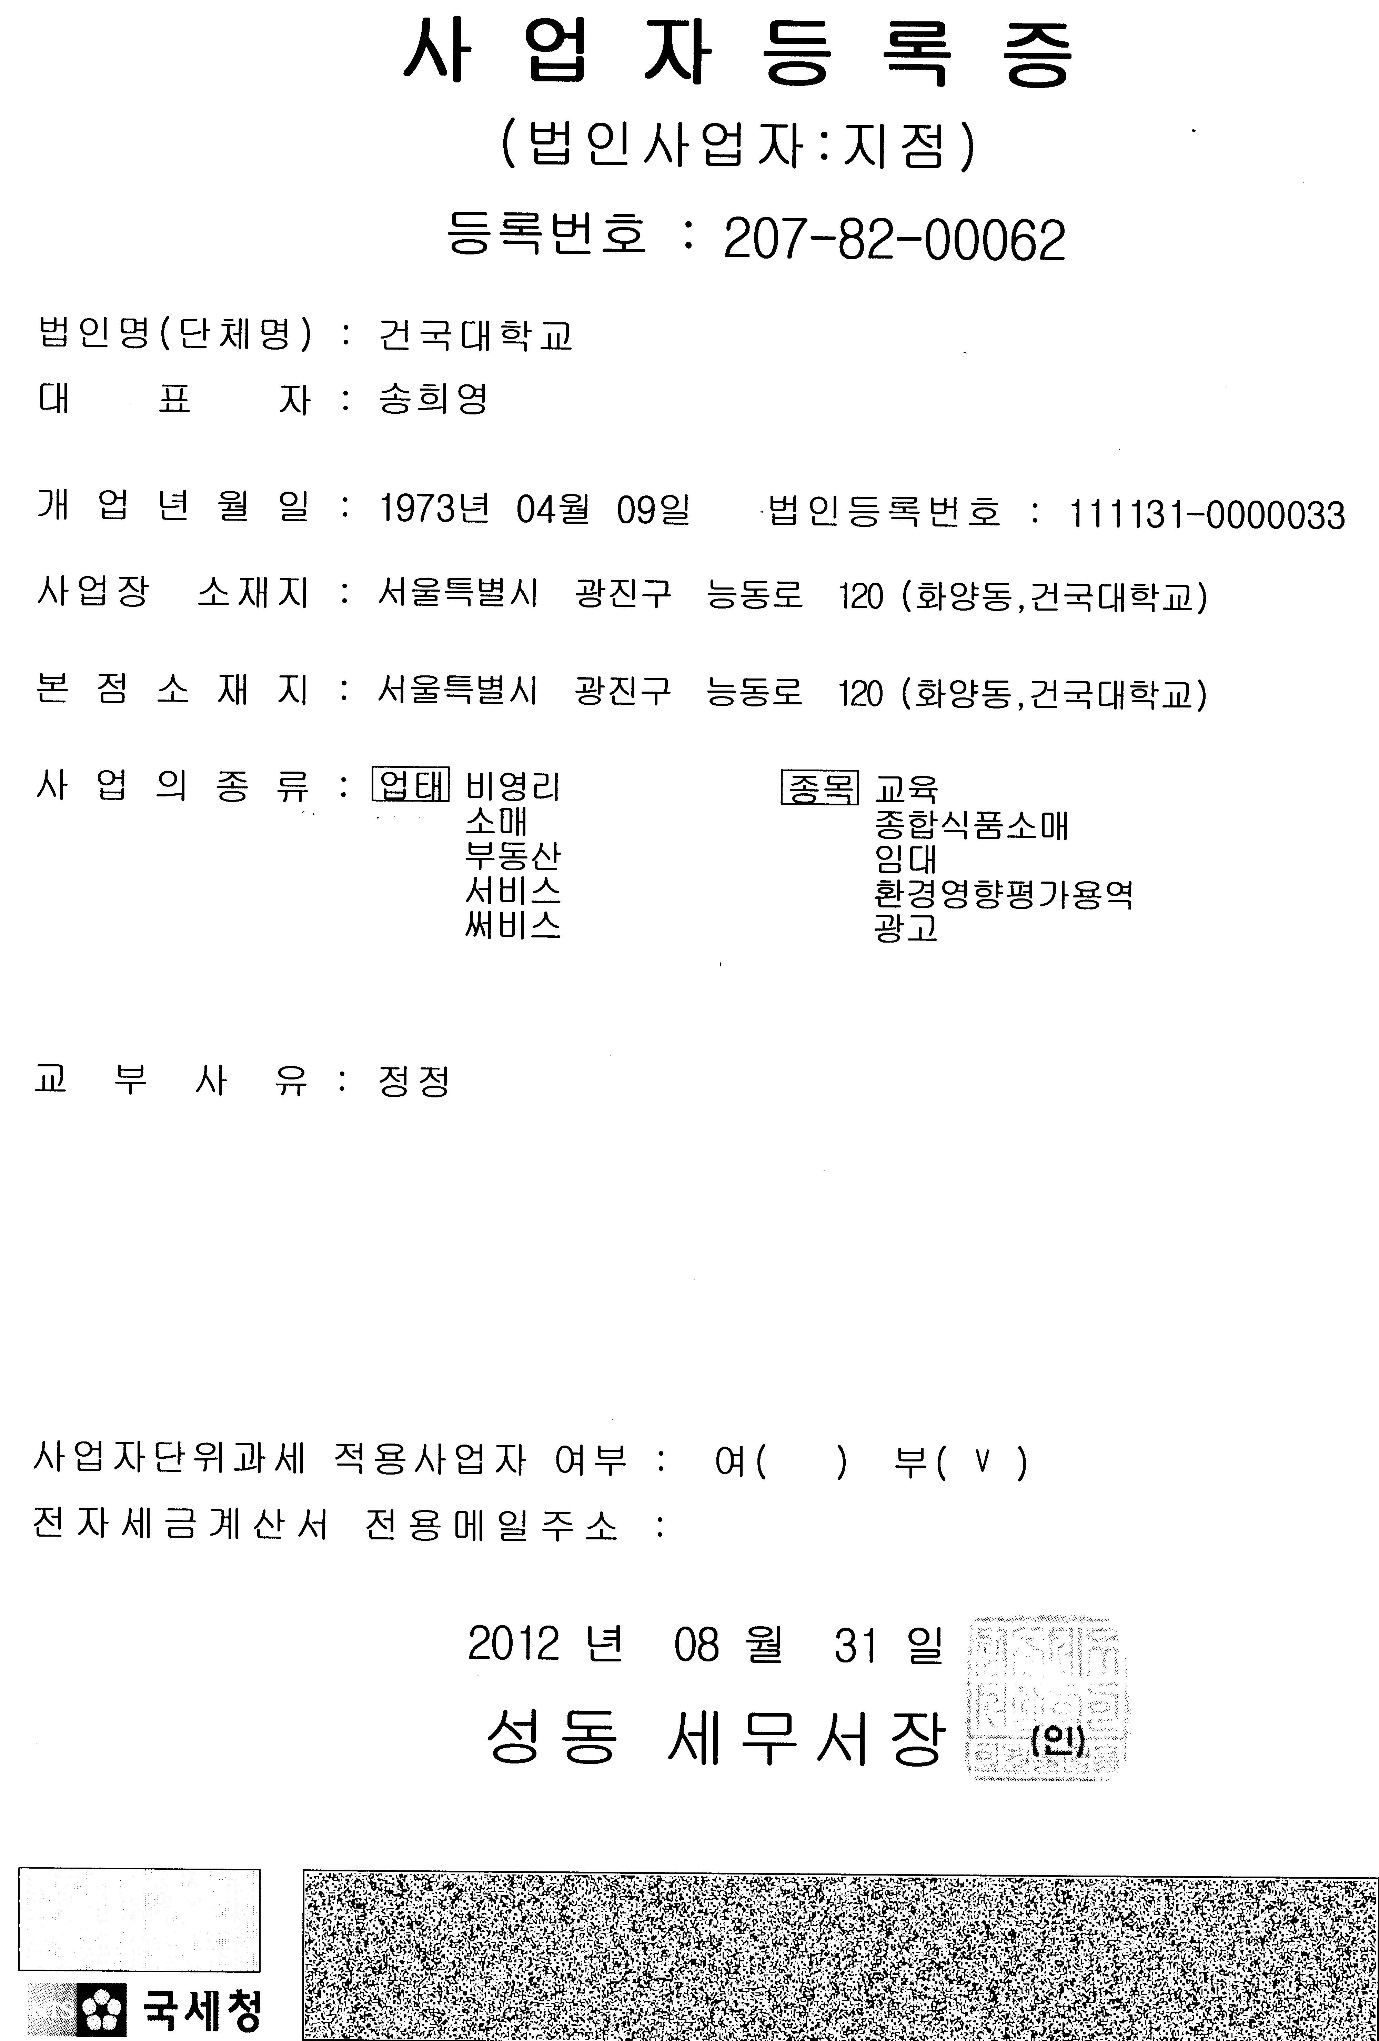 사업자등록증
(법인사업자:지점)
등록번호 : 207-82-00062
법인명(단체명) : 건국대학교
대 표 자 : 송희영
개 업 년 월 일 : 1973년 04월 09일 법인등록번호 : 111131-0000033
사업장 소재지 : 서울특별시 광진구 능동로 120 (화양동,건국대학교)
본 점 소 재 지 : 서울특별시 광진구 능동로 120 (화양동,건국대학교)
사 업 의 종 류 : 업태 비영리 종목 교육
소매 종합식품소매
부동산 임대
서비스 환경영향평가용역
써비스 광고
교 부 사 유 : 정정
사업자단위과세 적용사업자 여부 : 여( ) 부( v )
전자세금계산서 전용메일주소 :
2012 년 08 월 31 일
성동 세무서장 (인)
국세청